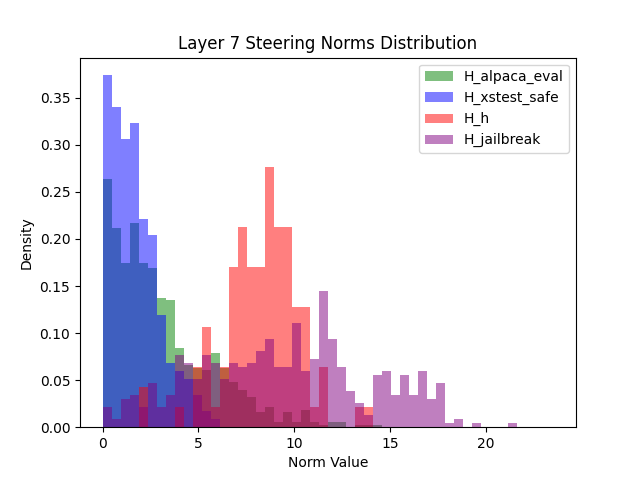 Layer 7 Steering Norms Distribution
H_alpaca_eval
H_xstest_safe
H_h
H_jailbreak
0.35
0.30
0.25
0.20
0.15
0.10
0.05
0.00
Density
0 5 10 15 20
Norm Value